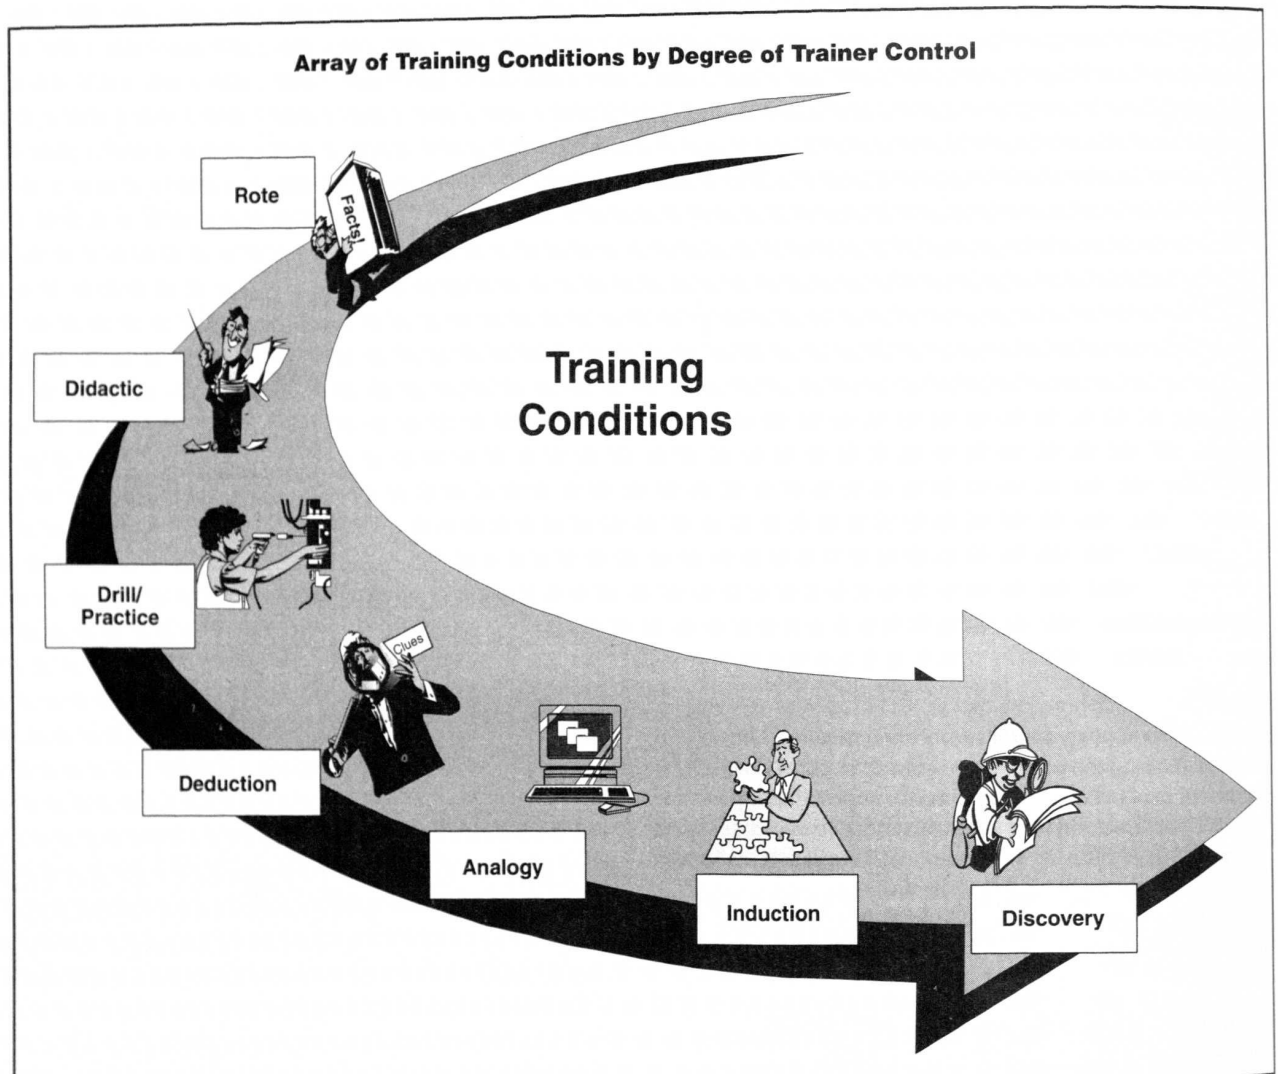 Array of Training Conditions by Degree of Trainer Control
Rote
Facts!
Didactic
Training
Conditions
Drill/
Practice
Clues
Deduction
Analogy
Induction
Discovery